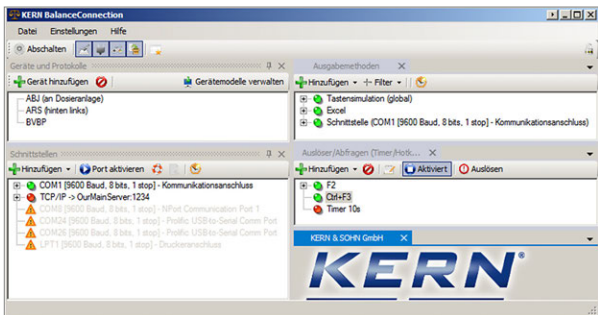 KERN BalanceConnection
Datei Einstellungen Hilfe
Abschalten
Geräte und Protokolle
Gerät hinzufügen Gerätemodelle verwalten
ABJ (an Dosieranlage)
ARS (hinten links)
BVBP
Ausgabemethoden
Hinzufügen Filter
Tastensimulation (global)
Excel
Schnittstelle (COM1 [9600 Baud, 8 bits, 1 stop] - Kommunikationsanschluss)
Schnittstellen
Hinzufügen Port aktivieren
COM1 [9600 Baud, 8 bits, 1 stop] - Kommunikationsanschluss
TCP/IP -> OurMainServer:1234
[9600 Baud, 8 bits, 1 stop] - NPort Communication Port 1
COM24 [9600 Baud, 8 bits, 1 stop] - Prolific USB-to-Serial Comm Port
COM26 [9600 Baud, 8 bits, 1 stop] - Prolific USB-to-Serial Comm Port
LPT1 [9600 Baud, 8 bits, 1 stop] - Druckeranschluss
Auslöser/Abfragen (Timer/Hotk...
Hinzufügen Aktiviert Auslösen
F2
Ctrl+F3
Timer 10s
KERN & SOHN GmbH
KERN